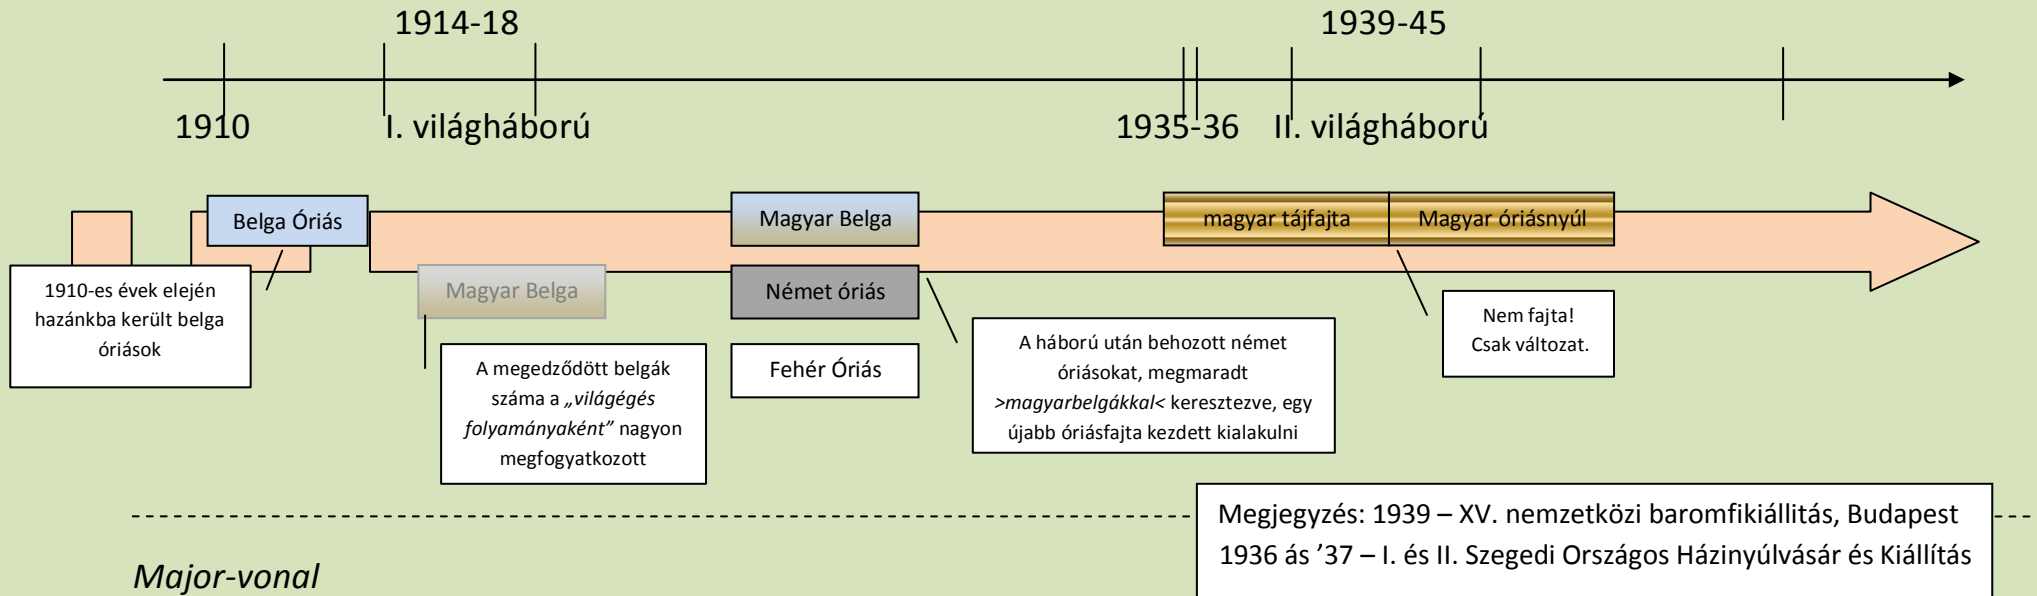 1914-18
1939-45
1910
I. világháború
1935-36
II. világháború
Belga Óriás
Magyar Belga
magyar tájfajta
Magyar óriásnyúl
Magyar Belga
Német óriás
Fehér Óriás
1910-es évek elején
hazánkba került belga
óriások
A megedződött belgák
száma a „világégés
folyamányaként” nagyon
megfogyatkozott
A háború után behozott német
óriásokat, megmaradt
>magyarbelgákkal< keresztezve, egy
újabb óriásfajta kezdett kialakulni
Nem fajta!
Csak változat.
Megjegyzés: 1939 – XV. nemzetközi baromfikiállitás, Budapest
1936 ás ’37 – I. és II. Szegedi Országos Házinyúlvásár és Kiállítás
Major-vonal